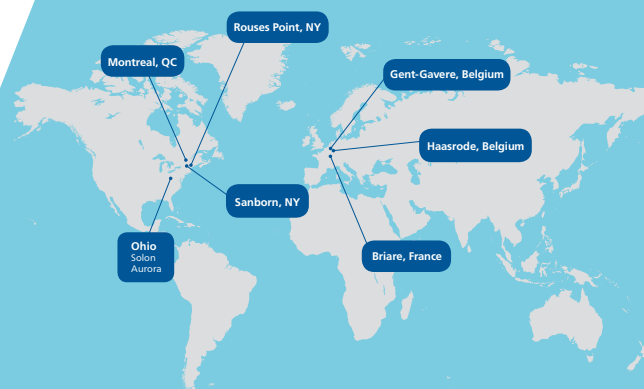 Rouses Point, NY
Montreal, QC
Gent-Gavere, Belgium
Haasrode, Belgium
Sanborn, NY
Ohio
Solon
Aurora
Briare, France